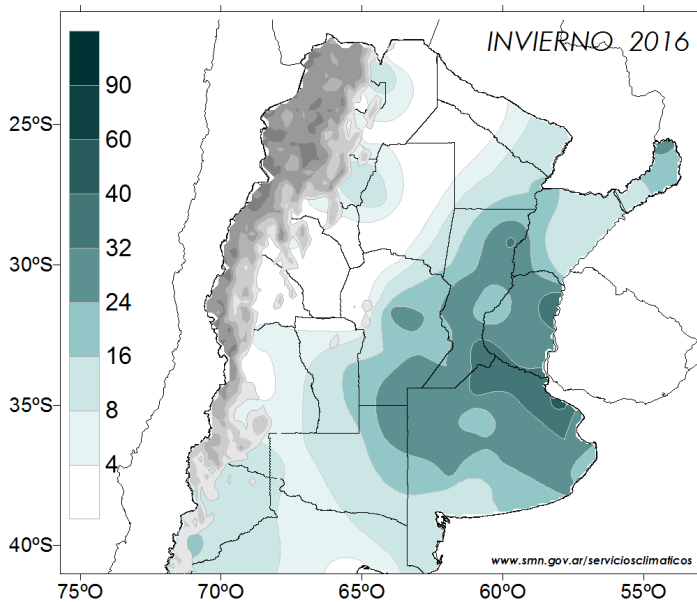 INVIERNO 2016
90
60
40
32
24
16
8
4
25ºS
30ºS
35ºS
40ºS
75ºO
70ºO
65ºO
60ºO
55ºO
www.smn.gov.ar/serviciosclimaticos